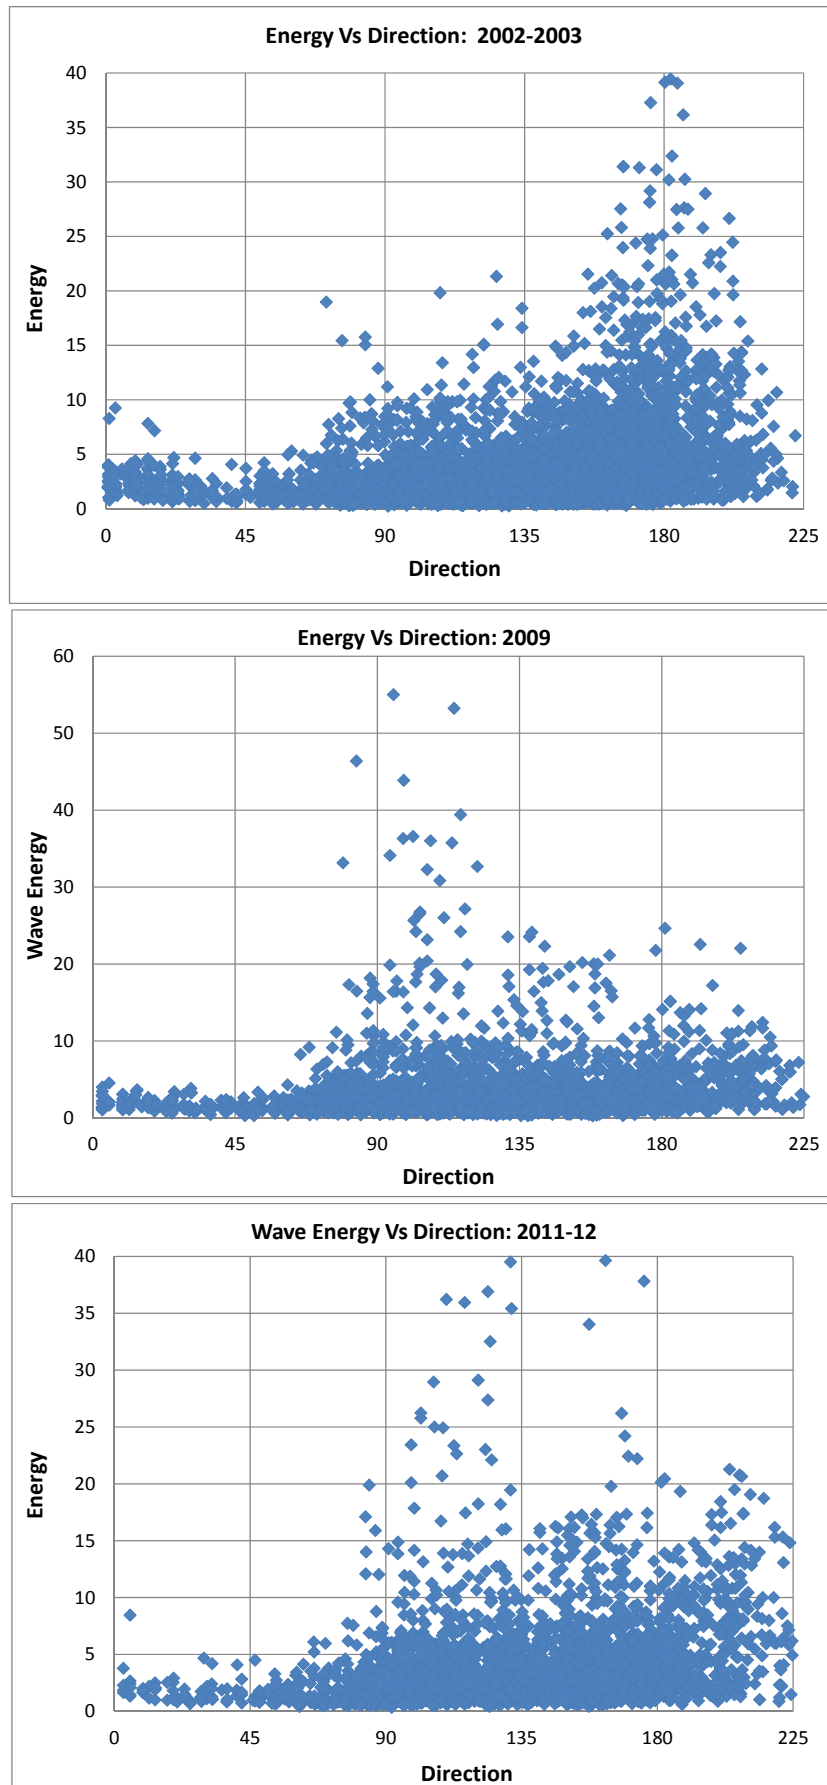 Energy Vs Direction:  2002-2003
40
35
30
25
20
15
10
5
0
Energy
0 45 90 135 180 225
Direction
Energy Vs Direction: 2009
60
50
40
30
20
10
0
Wave Energy
0 45 90 135 180 225
Direction
Wave Energy Vs Direction: 2011-12
40
35
30
25
20
15
10
5
0
Energy
0 45 90 135 180 225
Direction